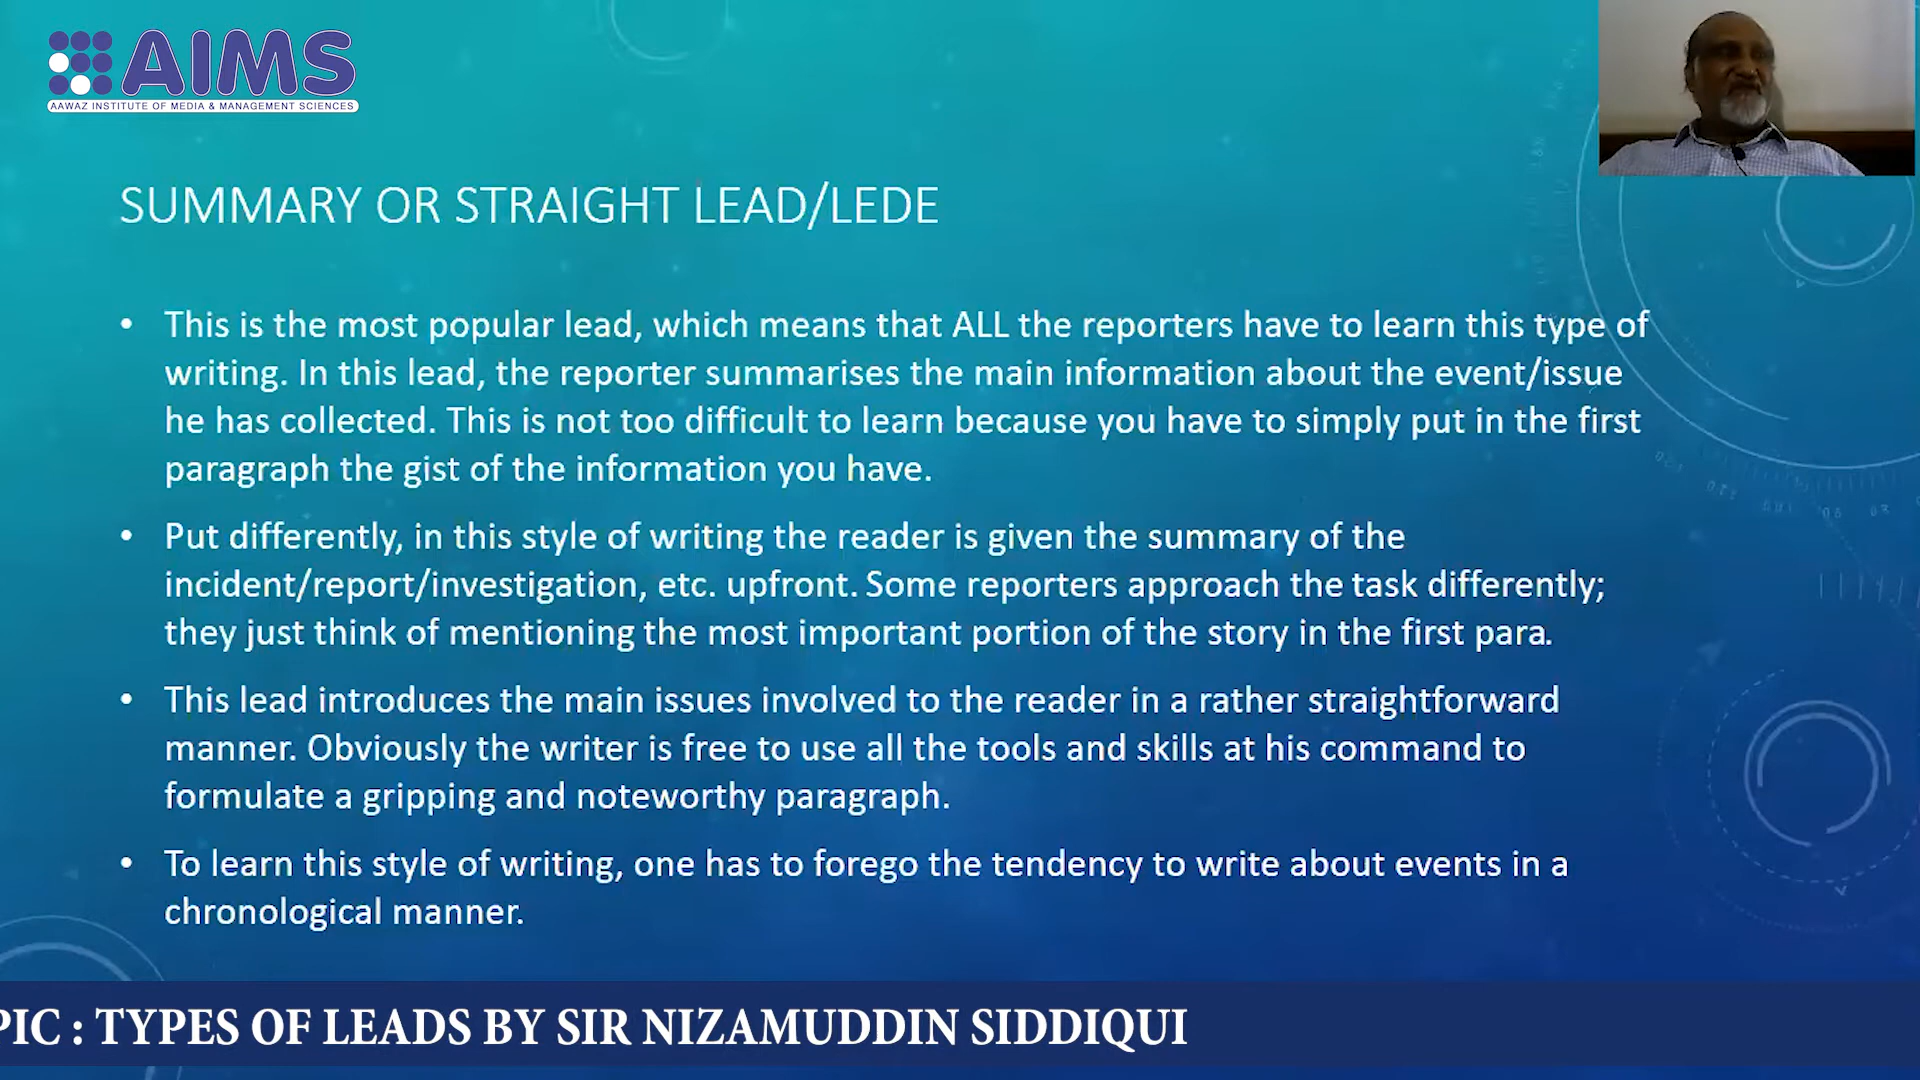 AIMS
AAWAZ INSTITUTE OF MEDIA & MANAGEMENT SCIENCES
SUMMARY OR STRAIGHT LEAD/LEDE
• This is the most popular lead, which means that ALL the reporters have to learn this type of
writing. In this lead, the reporter summarises the main information about the event/issue
he has collected. This is not too difficult to learn because you have to simply put in the first
paragraph the gist of the information you have.
• Put differently, in this style of writing the reader is given the summary of the
incident/report/investigation, etc. upfront. Some reporters approach the task differently;
they just think of mentioning the most important portion of the story in the first para.
• This lead introduces the main issues involved to the reader in a rather straightforward
manner. Obviously the writer is free to use all the tools and skills at his command to
formulate a gripping and noteworthy paragraph.
• To learn this style of writing, one has to forego the tendency to write about events in a
chronological manner.
PIC : TYPES OF LEADS BY SIR NIZAMUDDIN SIDDIQUI